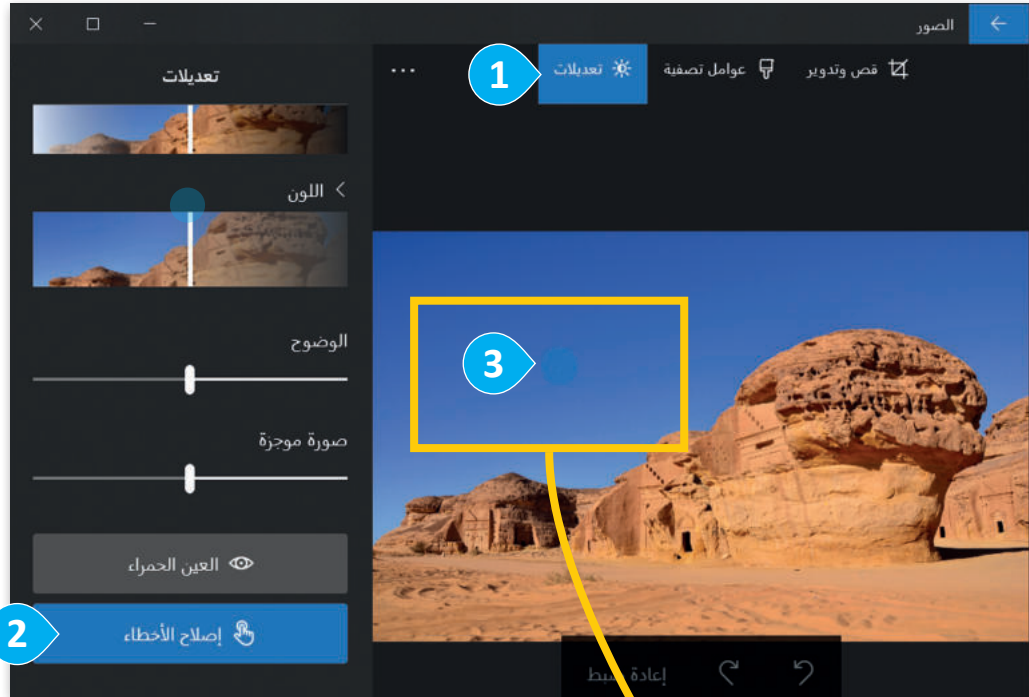 الصور
قص وتدوير
عوامل تصفية
تعديلات
1
...
تعديلات
اللون
الوضوح
صورة موجزة
العين الحمراء
إصلاح الأخطاء
2
3
إعادة ضبط